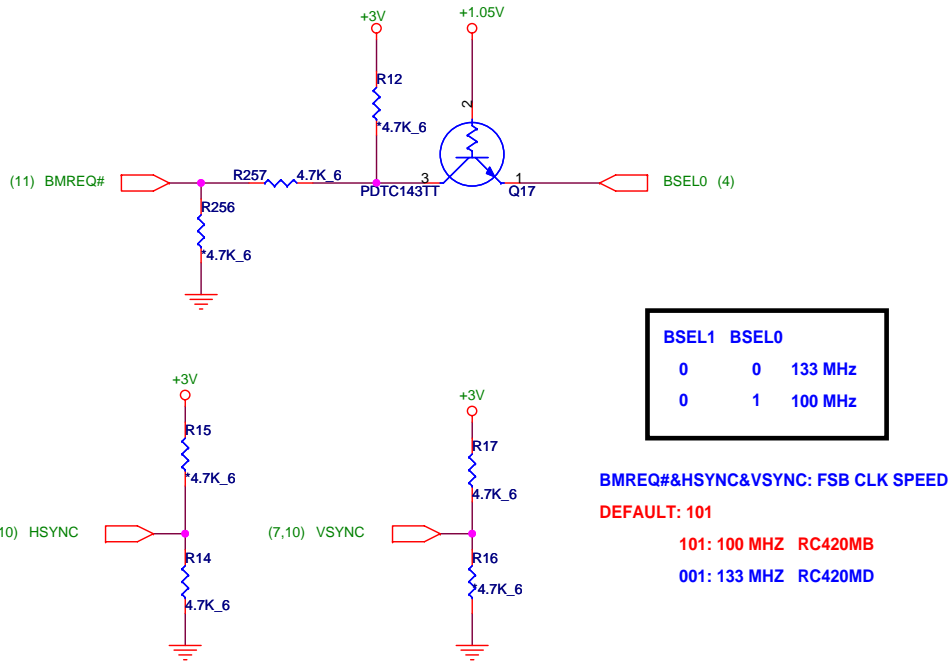 +3V
+1.05V
R12
*4.7K_6
2
(11) BMREQ#
R257
4.7K_6
3
PDTC143TT
1
Q17
BSEL0 (4)
R256
*4.7K_6
BSEL1 BSEL0
0 0 133 MHz
0 1 100 MHz
+3V
R15
*4.7K_6
10) HSYNC
R14
4.7K_6
+3V
R17
4.7K_6
(7,10) VSYNC
R16
*4.7K_6
BMREQ#&HSYNC&VSYNC: FSB CLK SPEED
DEFAULT: 101
101: 100 MHZ RC420MB
001: 133 MHZ RC420MD